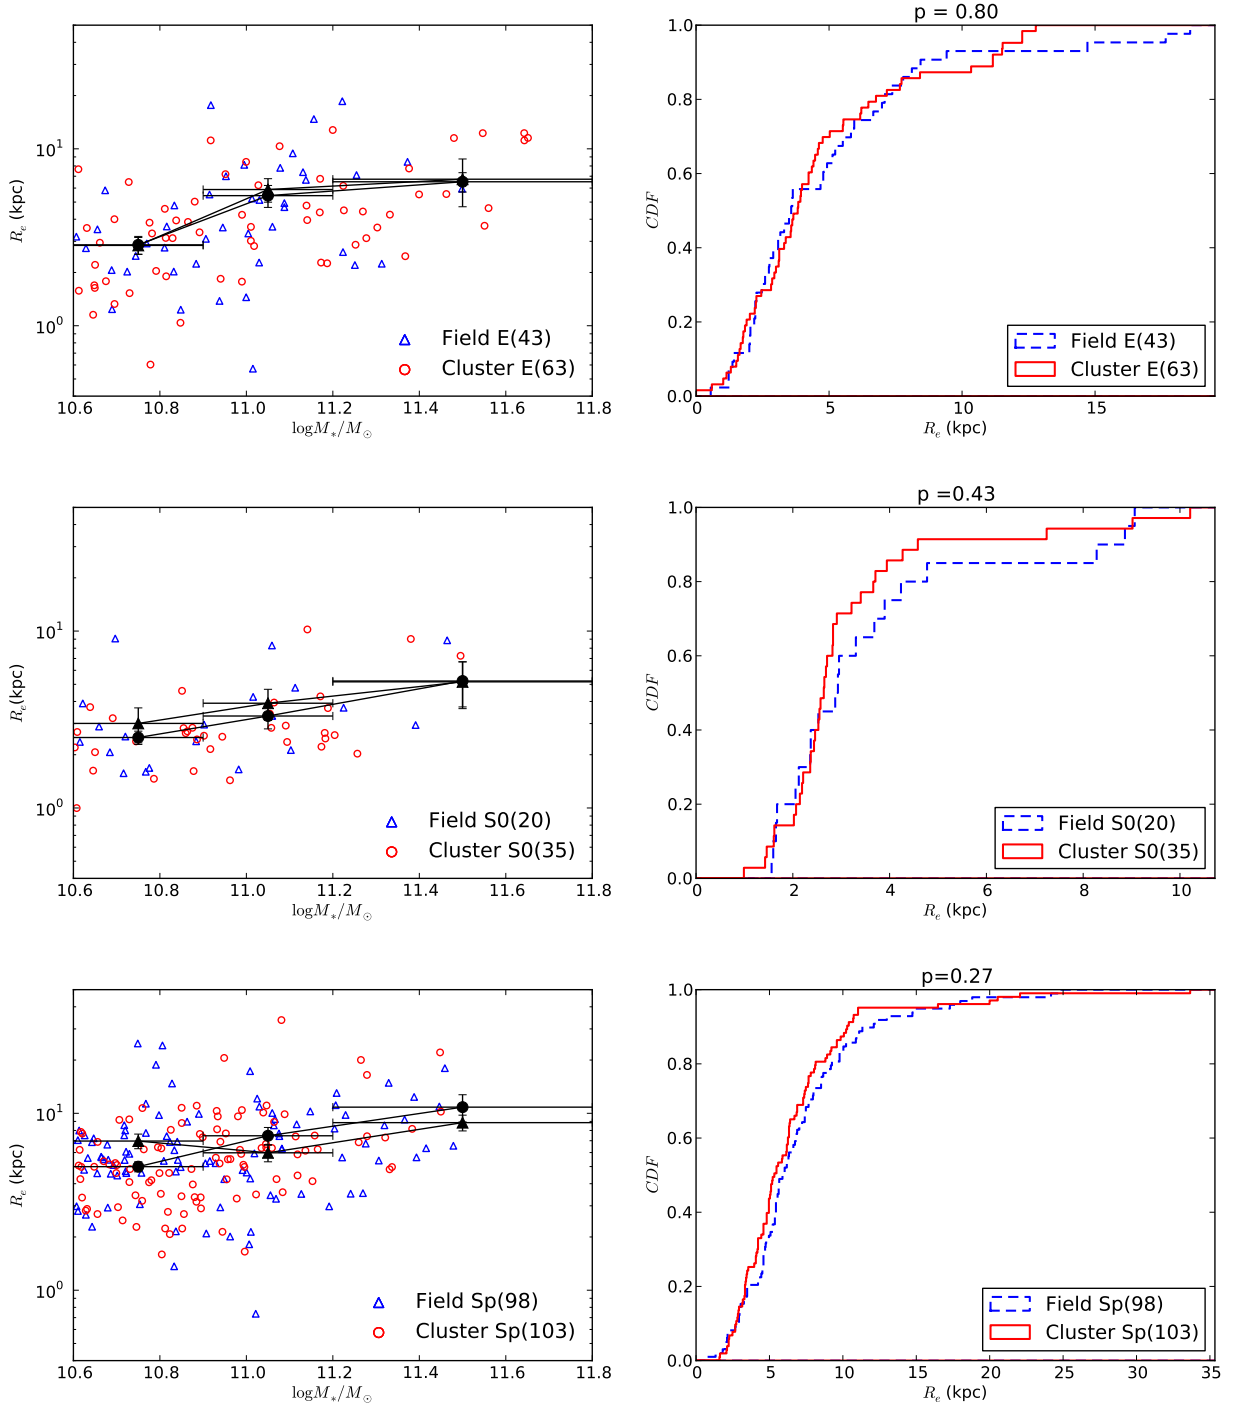 p = 0.80
10¹
10⁰
R_e (kpc)
Field E(43)
Cluster E(63)
10.6 10.8 11.0 11.2 11.4 11.6 11.8
logM_*/M_⊙
1.0
0.8
0.6
0.4
0.2
0.0
CDF
Field E(43)
Cluster E(63)
0 5 10 15
R_e (kpc)
p =0.43
10¹
10⁰
R_e(kpc)
Field S0(20)
Cluster S0(35)
10.6 10.8 11.0 11.2 11.4 11.6 11.8
logM_*/M_⊙
1.0
0.8
0.6
0.4
0.2
0.0
CDF
Field S0(20)
Cluster S0(35)
0 2 4 6 8 10
R_e (kpc)
p=0.27
10¹
10⁰
R_e (kpc)
Field Sp(98)
Cluster Sp(103)
10.6 10.8 11.0 11.2 11.4 11.6 11.8
logM_*/M_⊙
1.0
0.8
0.6
0.4
0.2
0.0
CDF
Field Sp(98)
Cluster Sp(103)
0 5 10 15 20 25 30 35
R_e (kpc)